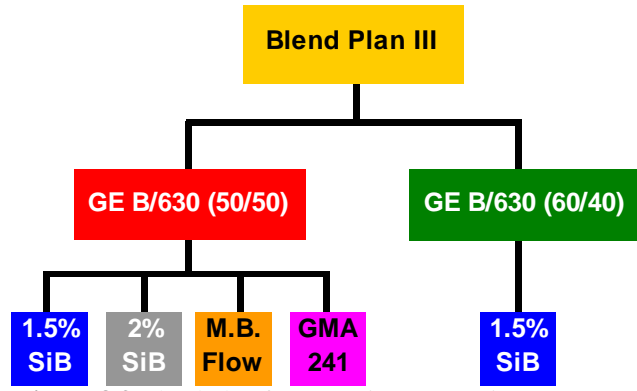 Blend Plan III
GE B/630 (50/50)
GE B/630 (60/40)
1.5%
SiB
2%
SiB
M.B.
Flow
GMA
241
1.5%
SiB